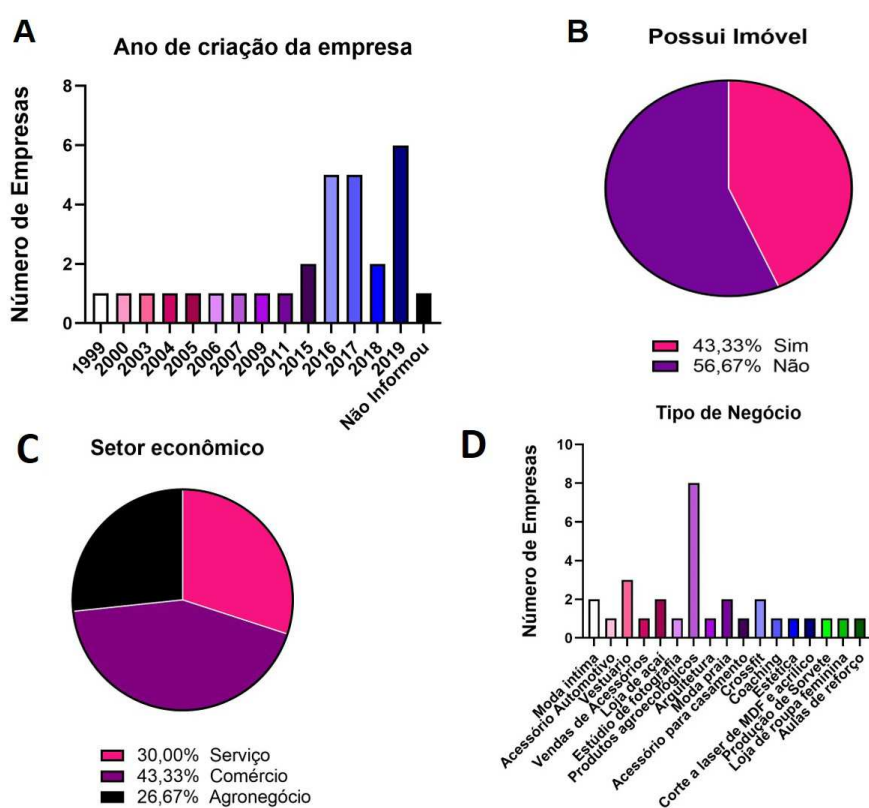 A
Ano de criação da empresa
Número de Empresas
8
6
4
2
0
1999
2000
2003
2004
2005
2006
2007
2009
2011
2015
2016
2017
2018
2019
Não Informou
B
Possui Imóvel
43,33% Sim
56,67% Não
C
Setor econômico
30,00% Serviço
43,33% Comércio
26,67% Agronegócio
D
Tipo de Negócio
Número de Empresas
10
8
6
4
2
0
Moda intíma
Acessório Automotivo
Vestuário
Vendas de Acessórios
Loja de açaí
Estúdio de fotografia
Produtos agroecológicos
Arquitetura
Moda praia
Acessório para casamento
Crossfit
Coaching
Estética
Corte a laser de MDF e acrílico
Produção de Sorvete
Loja de roupa feminina
Aulas de reforço